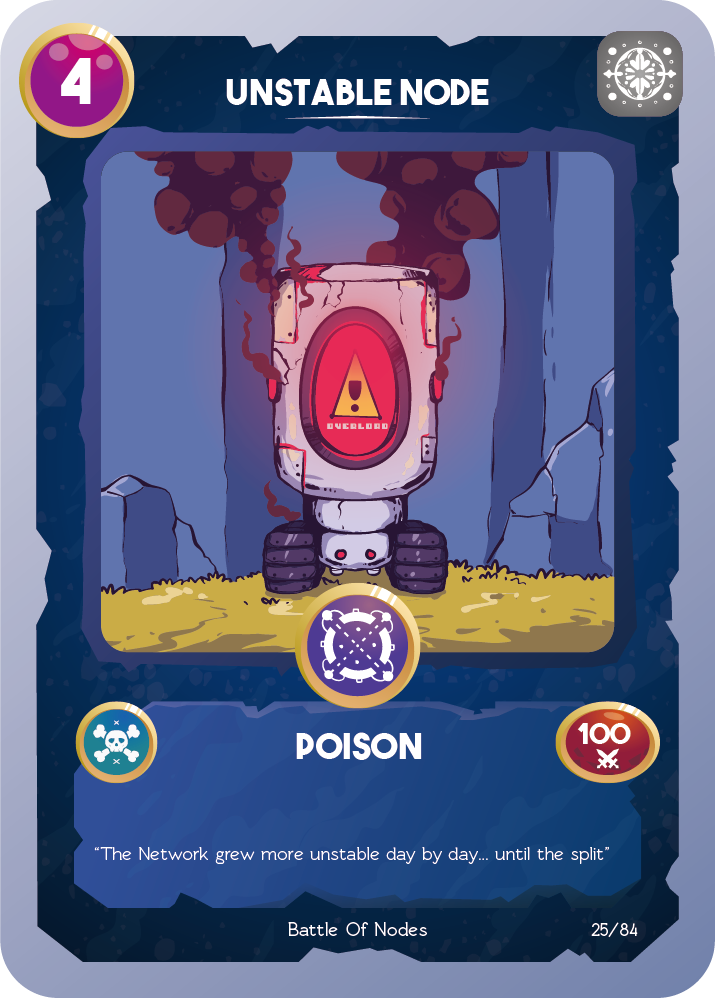 4
UNSTABLE NODE
OVERLOAD
POISON
100
“The Network grew more unstable day by day... until the split”
Battle Of Nodes
25/84